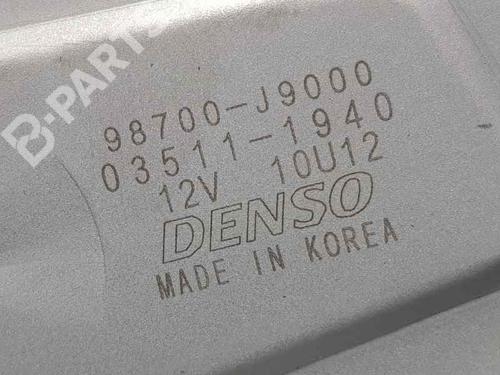 B-PARTS
98700-J9000
03511-1940
12V 10U12
DENSO
MADE IN KOREA